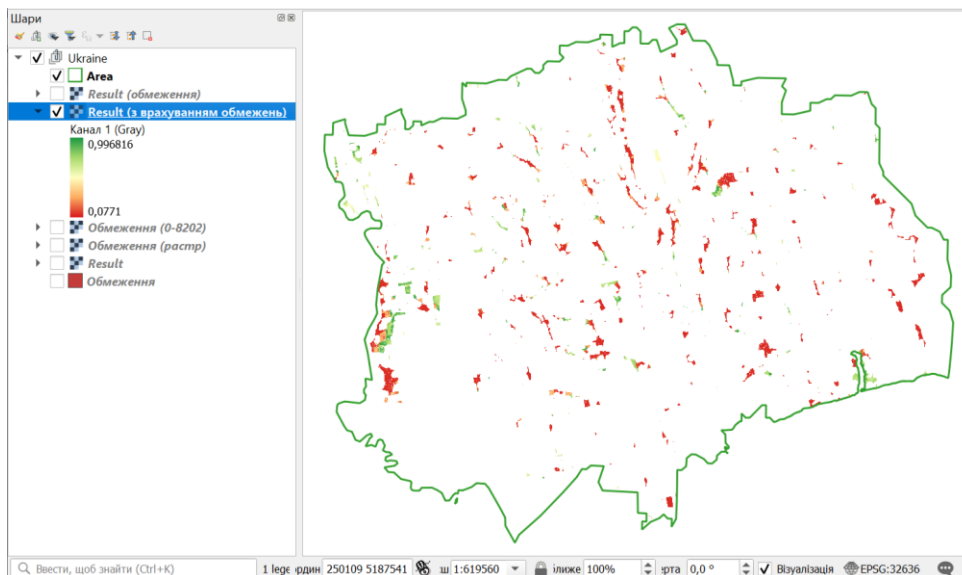 Шари
Ukraine
Area
Result (обмеження)
Result (з врахуванням обмежень)
Канал 1 (Gray)
0,996816
0,0771
Обмеження (0-8202)
Обмеження (растр)
Result
Обмеження
Ввести, щоб знайти (Ctrl+K) 1 lege рдин 250109 5187541 ш 1:619560 ілиже 100% ерта 0,0 ° Візуалізація EPSG:32636